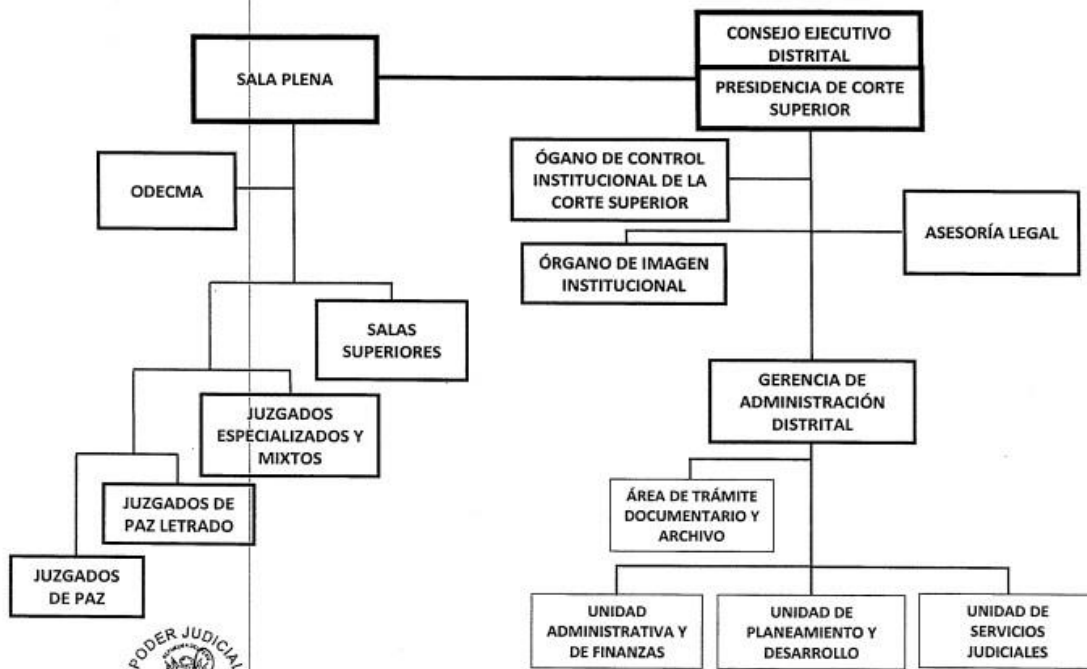 CONSEJO EJECUTIVO
DISTRITAL
SALA PLENA
PRESIDENCIA DE CORTE
SUPERIOR
ÓGANO DE CONTROL
INSTITUCIONAL DE LA
CORTE SUPERIOR
ODECMA
ASESORÍA LEGAL
ÓRGANO DE IMAGEN
INSTITUCIONAL
SALAS
SUPERIORES
GERENCIA DE
ADMINISTRACIÓN
DISTRITAL
JUZGADOS
ESPECIALIZADOS Y
MIXTOS
JUZGADOS DE
PAZ LETRADO
ÁREA DE TRÁMITE
DOCUMENTARIO Y
ARCHIVO
JUZGADOS
DE PAZ
UNIDAD
ADMINISTRATIVA Y
DE FINANZAS
UNIDAD DE
PLANEAMIENTO Y
DESARROLLO
UNIDAD DE
SERVICIOS
JUDICIALES
PODER JUDICIAL